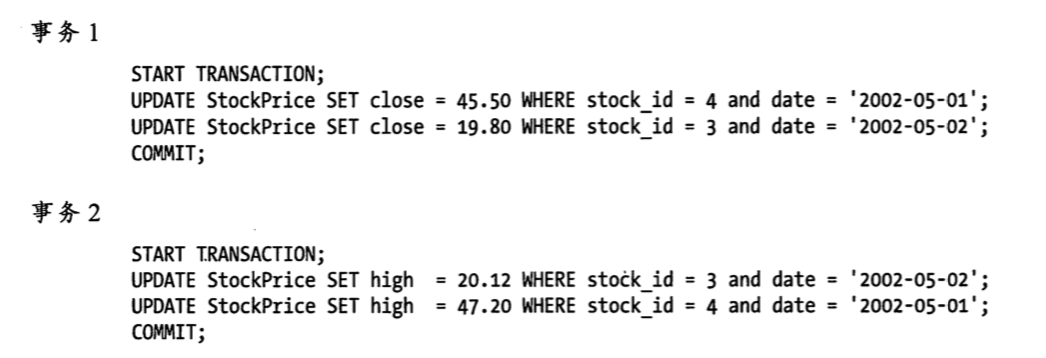 事务 1
START TRANSACTION;
UPDATE StockPrice SET close = 45.50 WHERE stock_id = 4 and date = '2002-05-01';
UPDATE StockPrice SET close = 19.80 WHERE stock_id = 3 and date = '2002-05-02';
COMMIT;
事务 2
START TRANSACTION;
UPDATE StockPrice SET high  = 20.12 WHERE stock_id = 3 and date = '2002-05-02';
UPDATE StockPrice SET high  = 47.20 WHERE stock_id = 4 and date = '2002-05-01';
COMMIT;